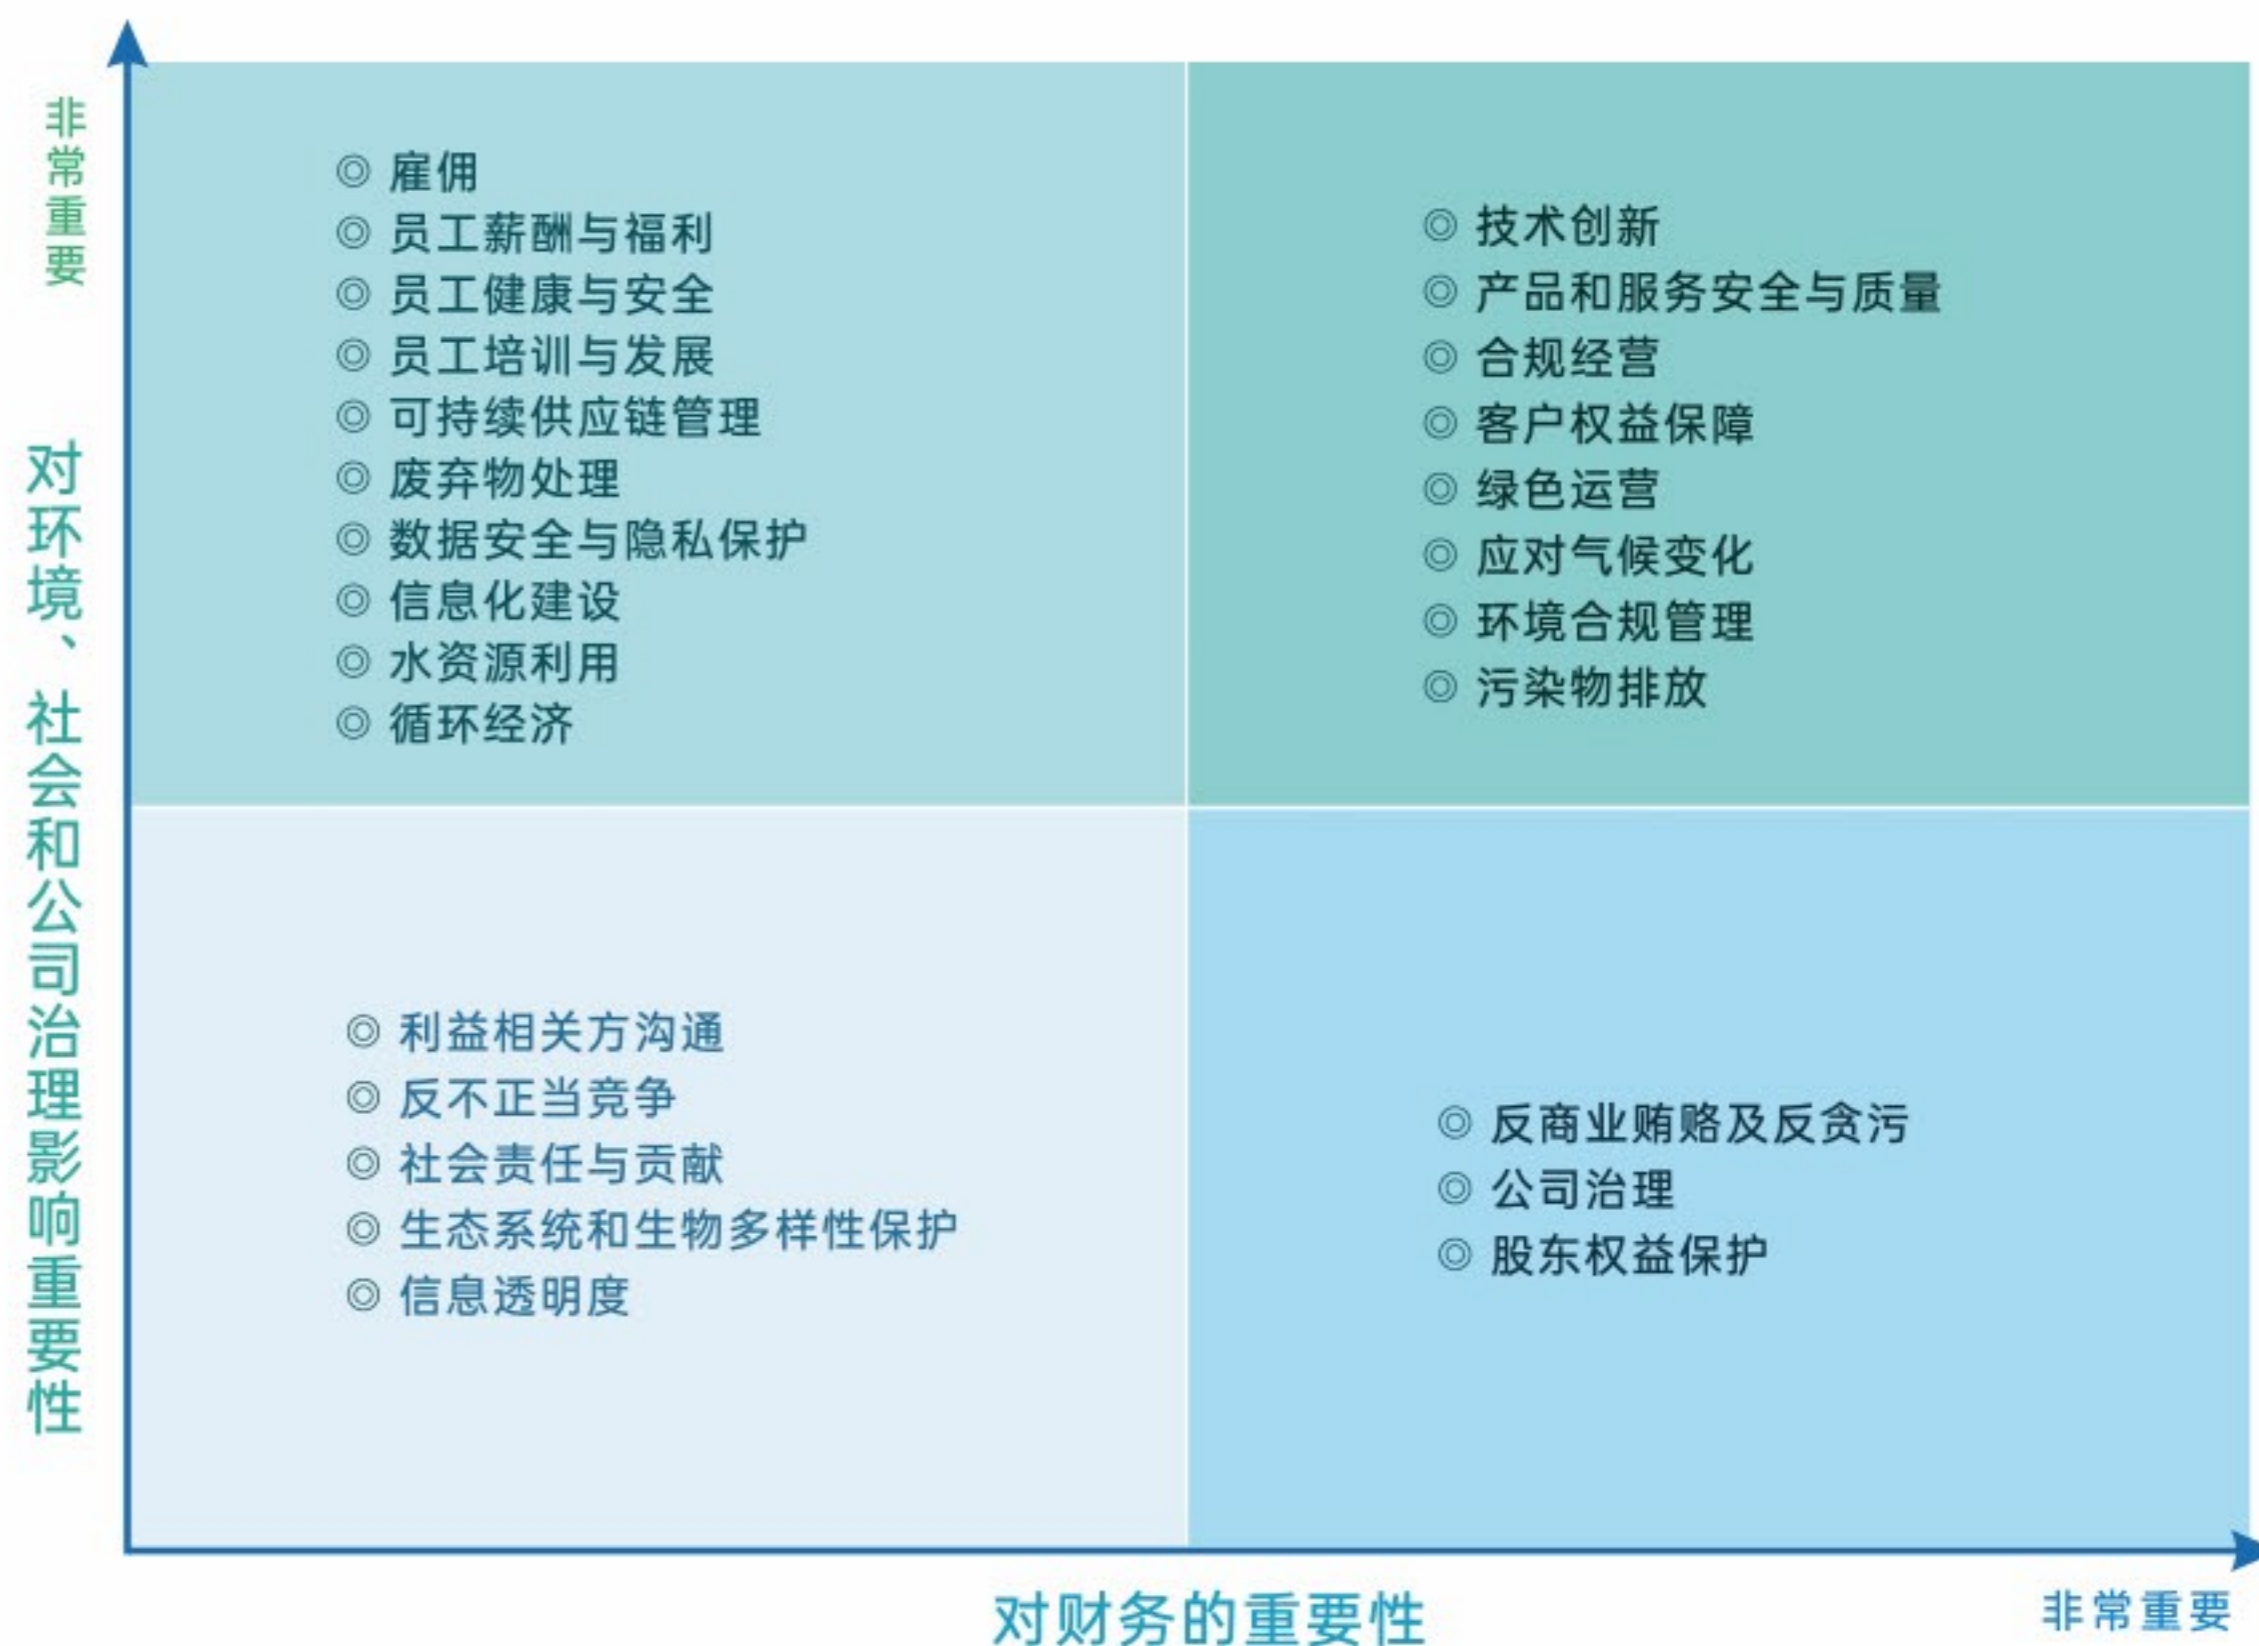 非常重要
对环境、社会和公司治理影响重要性
◎ 雇佣
◎ 员工薪酬与福利
◎ 员工健康与安全
◎ 员工培训与发展
◎ 可持续供应链管理
◎ 废弃物处理
◎ 数据安全与隐私保护
◎ 信息化建设
◎ 水资源利用
◎ 循环经济
◎ 技术创新
◎ 产品和服务安全与质量
◎ 合规经营
◎ 客户权益保障
◎ 绿色运营
◎ 应对气候变化
◎ 环境合规管理
◎ 污染物排放
◎ 利益相关方沟通
◎ 反不正当竞争
◎ 社会责任与贡献
◎ 生态系统和生物多样性保护
◎ 信息透明度
◎ 反商业贿赂及反贪污
◎ 公司治理
◎ 股东权益保护
对财务的重要性
非常重要